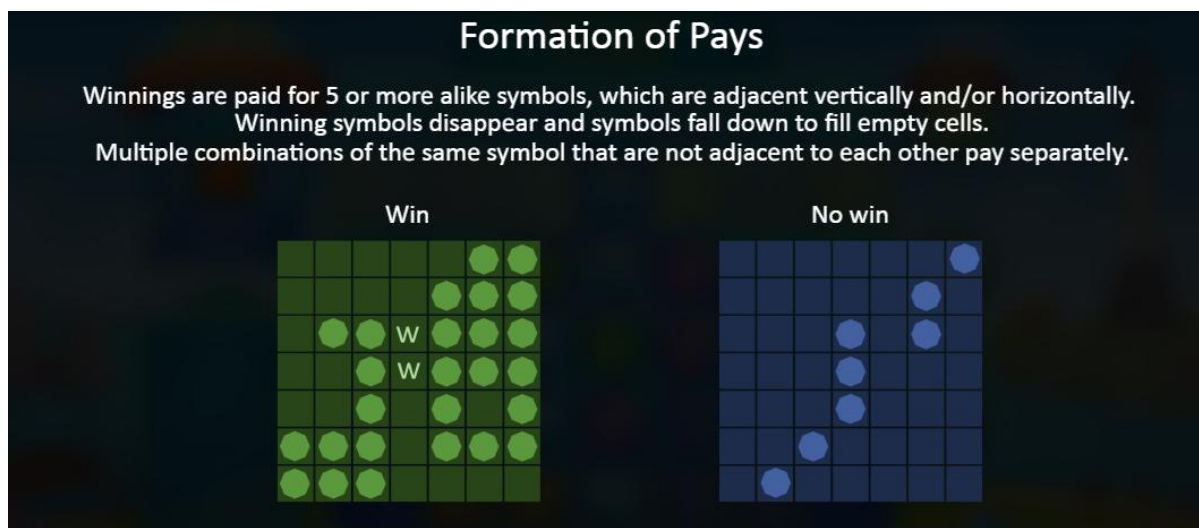 Formation of Pays
Winnings are paid for 5 or more alike symbols, which are adjacent vertically and/or horizontally.
Winning symbols disappear and symbols fall down to fill empty cells.
Multiple combinations of the same symbol that are not adjacent to each other pay separately.
Win
No win
W
W